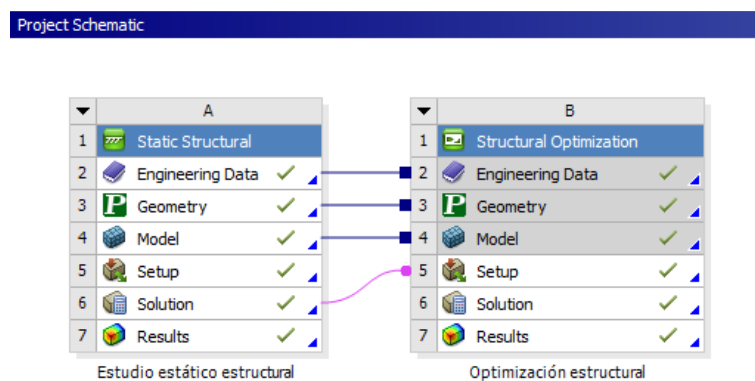 Project Schematic
A
1 Static Structural
2 Engineering Data
3 P Geometry
4 Model
5 Setup
6 Solution
7 Results
Estudio estático estructural
B
1 Structural Optimization
2 Engineering Data
3 P Geometry
4 Model
5 Setup
6 Solution
7 Results
Optimización estructural